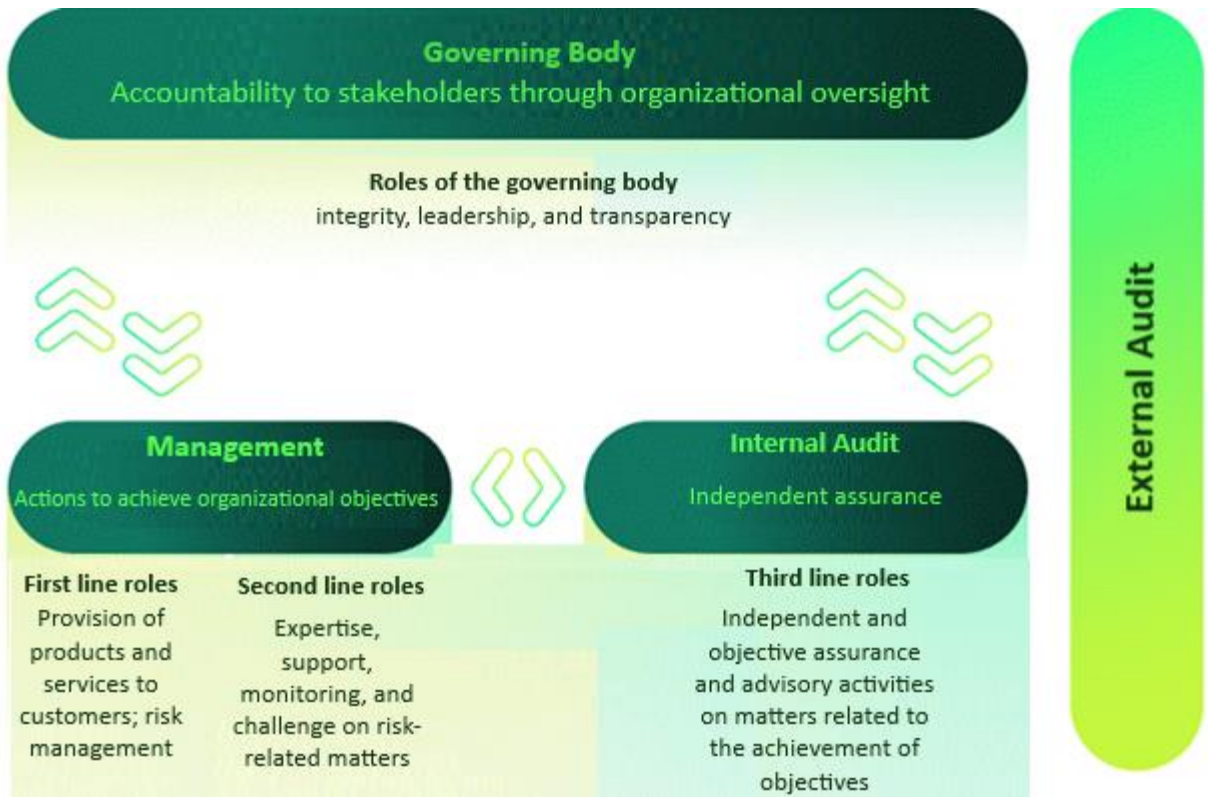 Governing Body
Accountability to stakeholders through organizational oversight
Roles of the governing body
integrity, leadership, and transparency
Management
Actions to achieve organizational objectives
Internal Audit
Independent assurance
First line roles
Provision of
products and
services to
customers; risk
management
Second line roles
Expertise,
support,
monitoring, and
challenge on risk-
related matters
Third line roles
Independent and
objective assurance
and advisory activities
on matters related to
the achievement of
objectives
External Audit